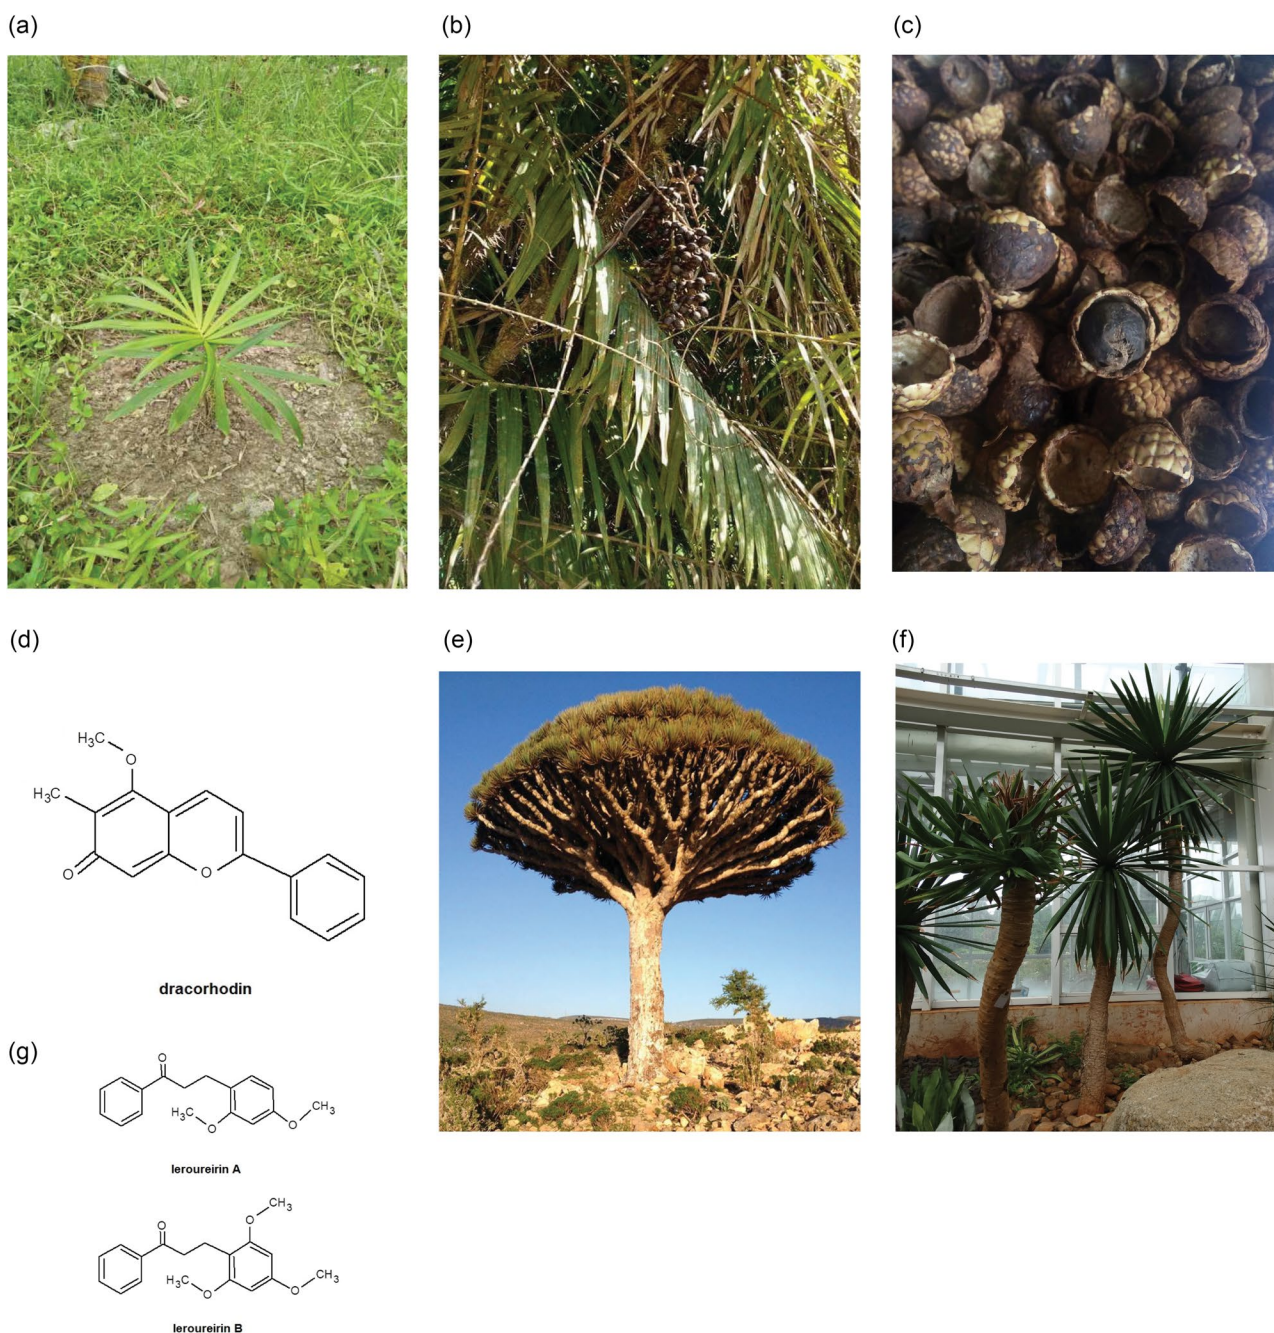 (a)
(b)
(c)
(d)
H₃C
O
H₃C
O
O
dracorhodin
(e)
(f)
(g)
O
H₃C
O
O
CH₃
leroureirin A
CH₃
O
O
H₃C
O
O
CH₃
leroureirin B